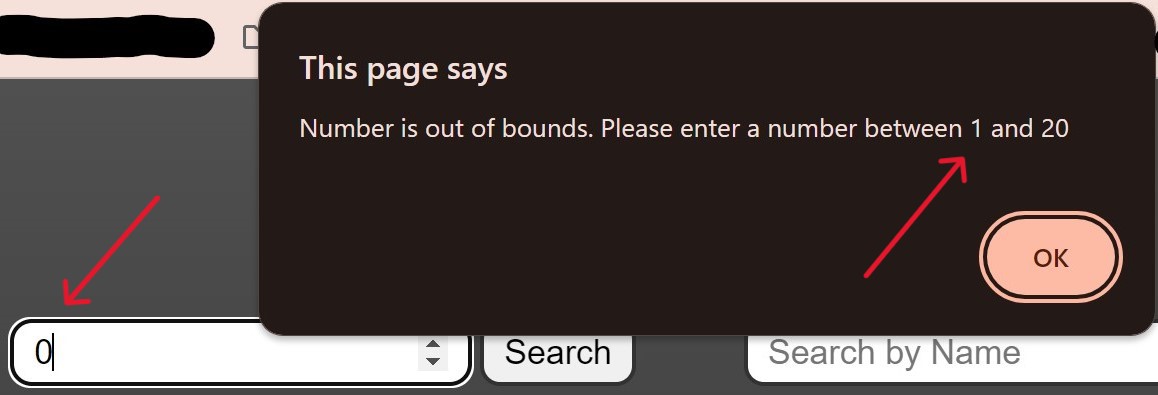 This page says
Number is out of bounds. Please enter a number between 1 and 20
OK
0
Search
Search by Name